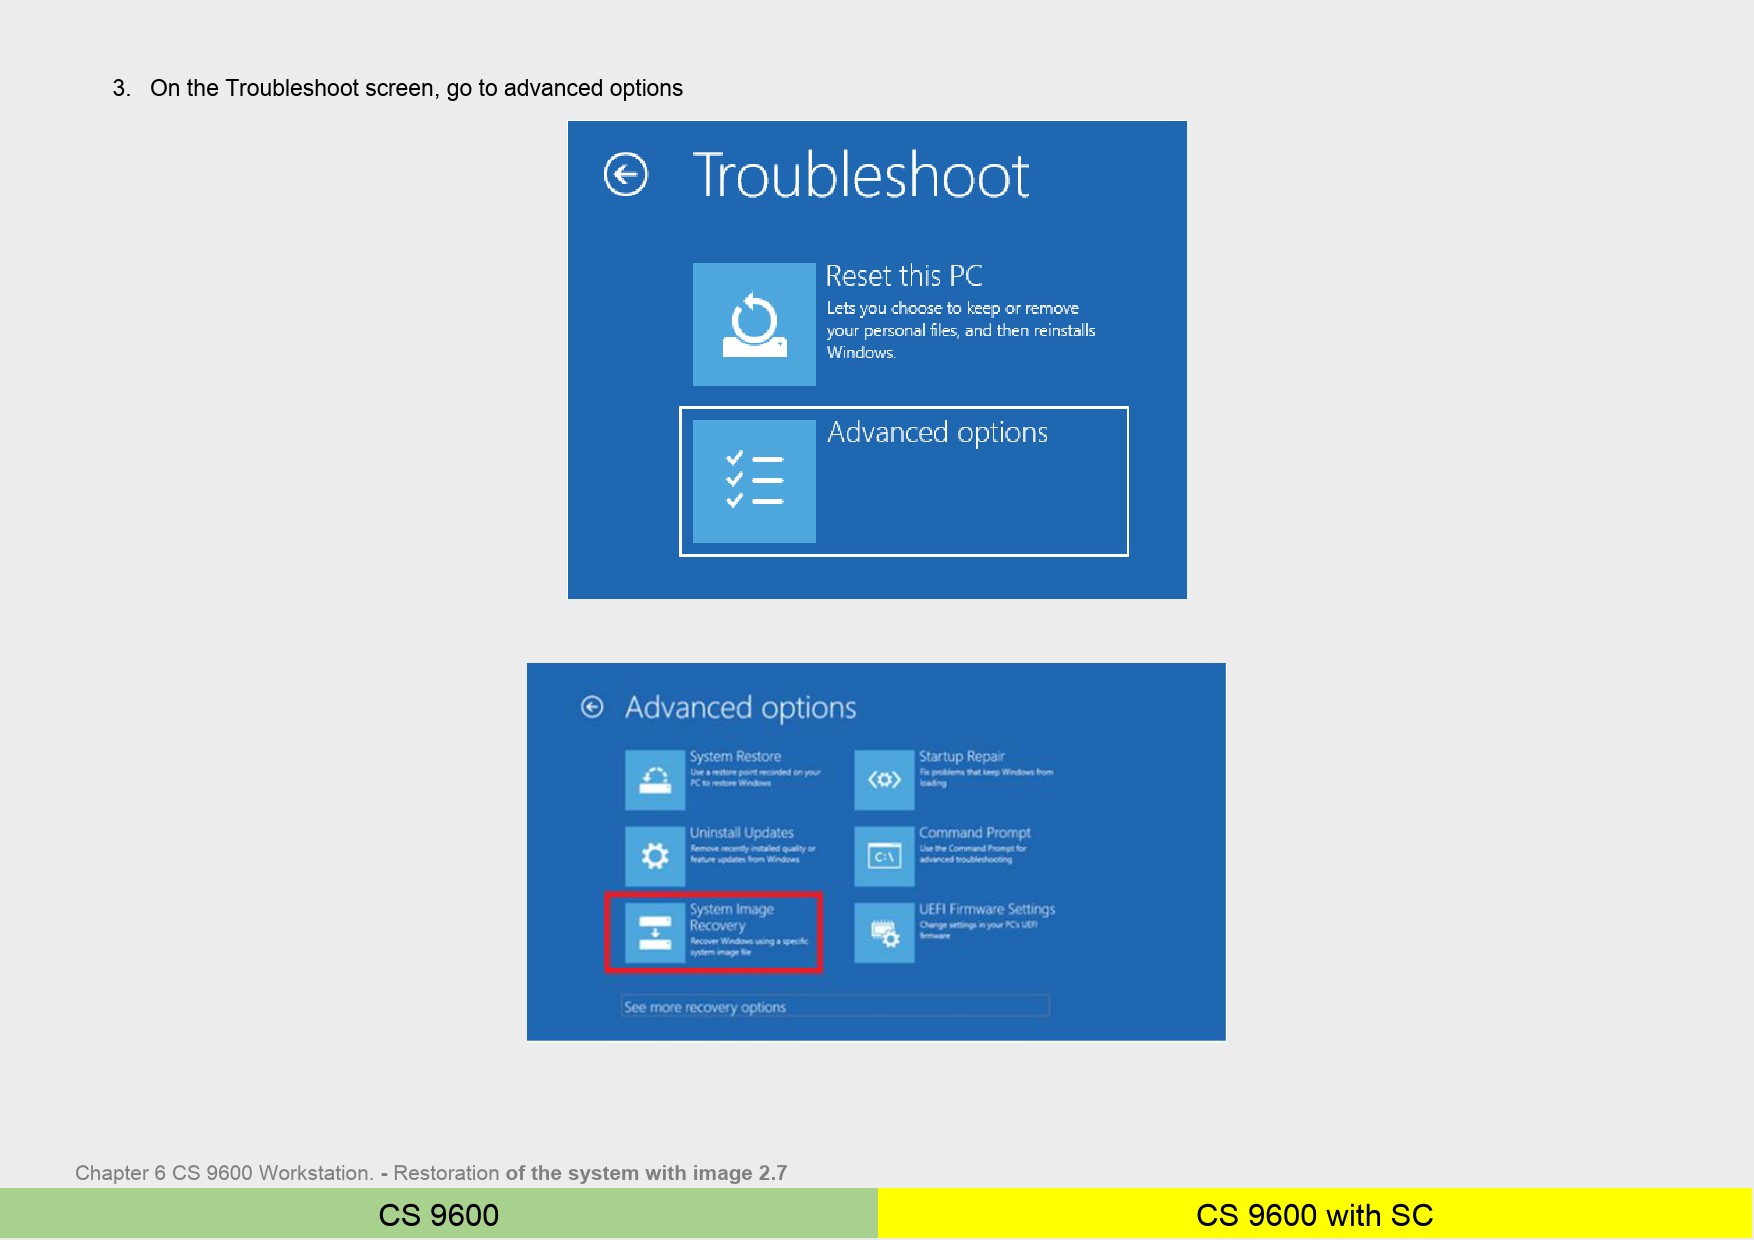 3. On the Troubleshoot screen, go to advanced options
Troubleshoot
Reset this PC
Lets you choose to keep or remove
your personal files, and then reinstalls
Windows.
Advanced options
Advanced options
System Restore
Use a restore point recorded on your
PC to restore Windows
Startup Repair
Fix problems that keep Windows from
loading
Uninstall Updates
Remove recently installed quality or
feature updates from Windows
Command Prompt
Use the Command Prompt for
advanced troubleshooting
C:\
System Image
Recovery
Recover Windows using a specific
system image file
UEFI Firmware Settings
Change settings in your PC's UEFI
firmware
See more recovery options
Chapter 6 CS 9600 Workstation. - Restoration of the system with image 2.7
CS 9600
CS 9600 with SC